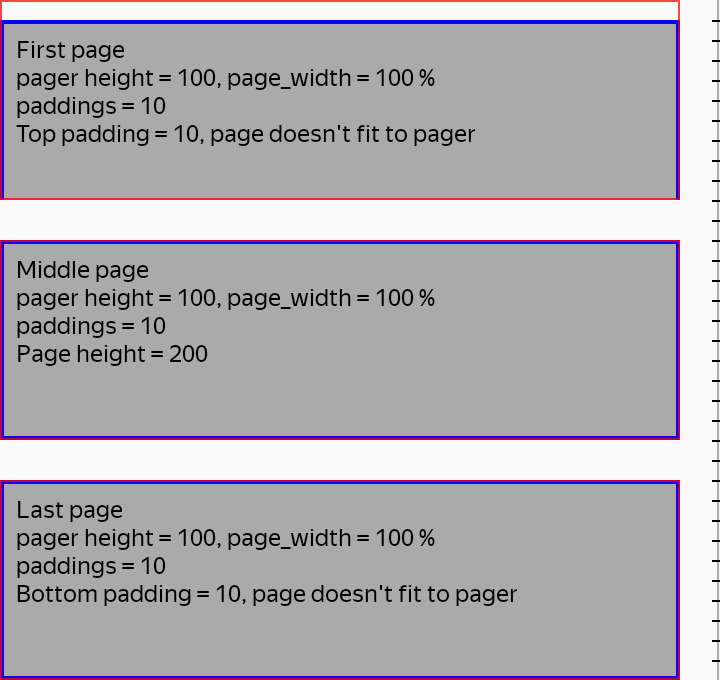 First page
pager height = 100, page_width = 100 %
paddings = 10
Top padding = 10, page doesn't fit to pager
Middle page
pager height = 100, page_width = 100 %
paddings = 10
Page height = 200
Last page
pager height = 100, page_width = 100 %
paddings = 10
Bottom padding = 10, page doesn't fit to pager